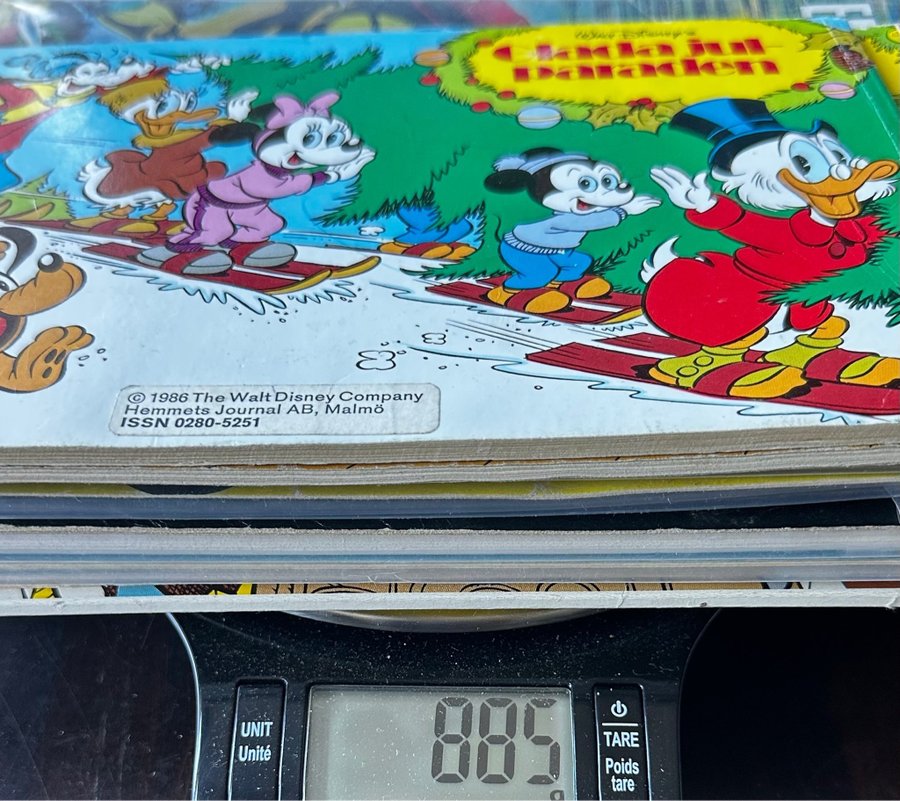 Walt Disney's
Glada jul-
paraden
© 1986 The Walt Disney Company
Hemmets Journal AB, Malmö
ISSN 0280-5251
UNIT
Unité
885
g
TARE
Poids
tare